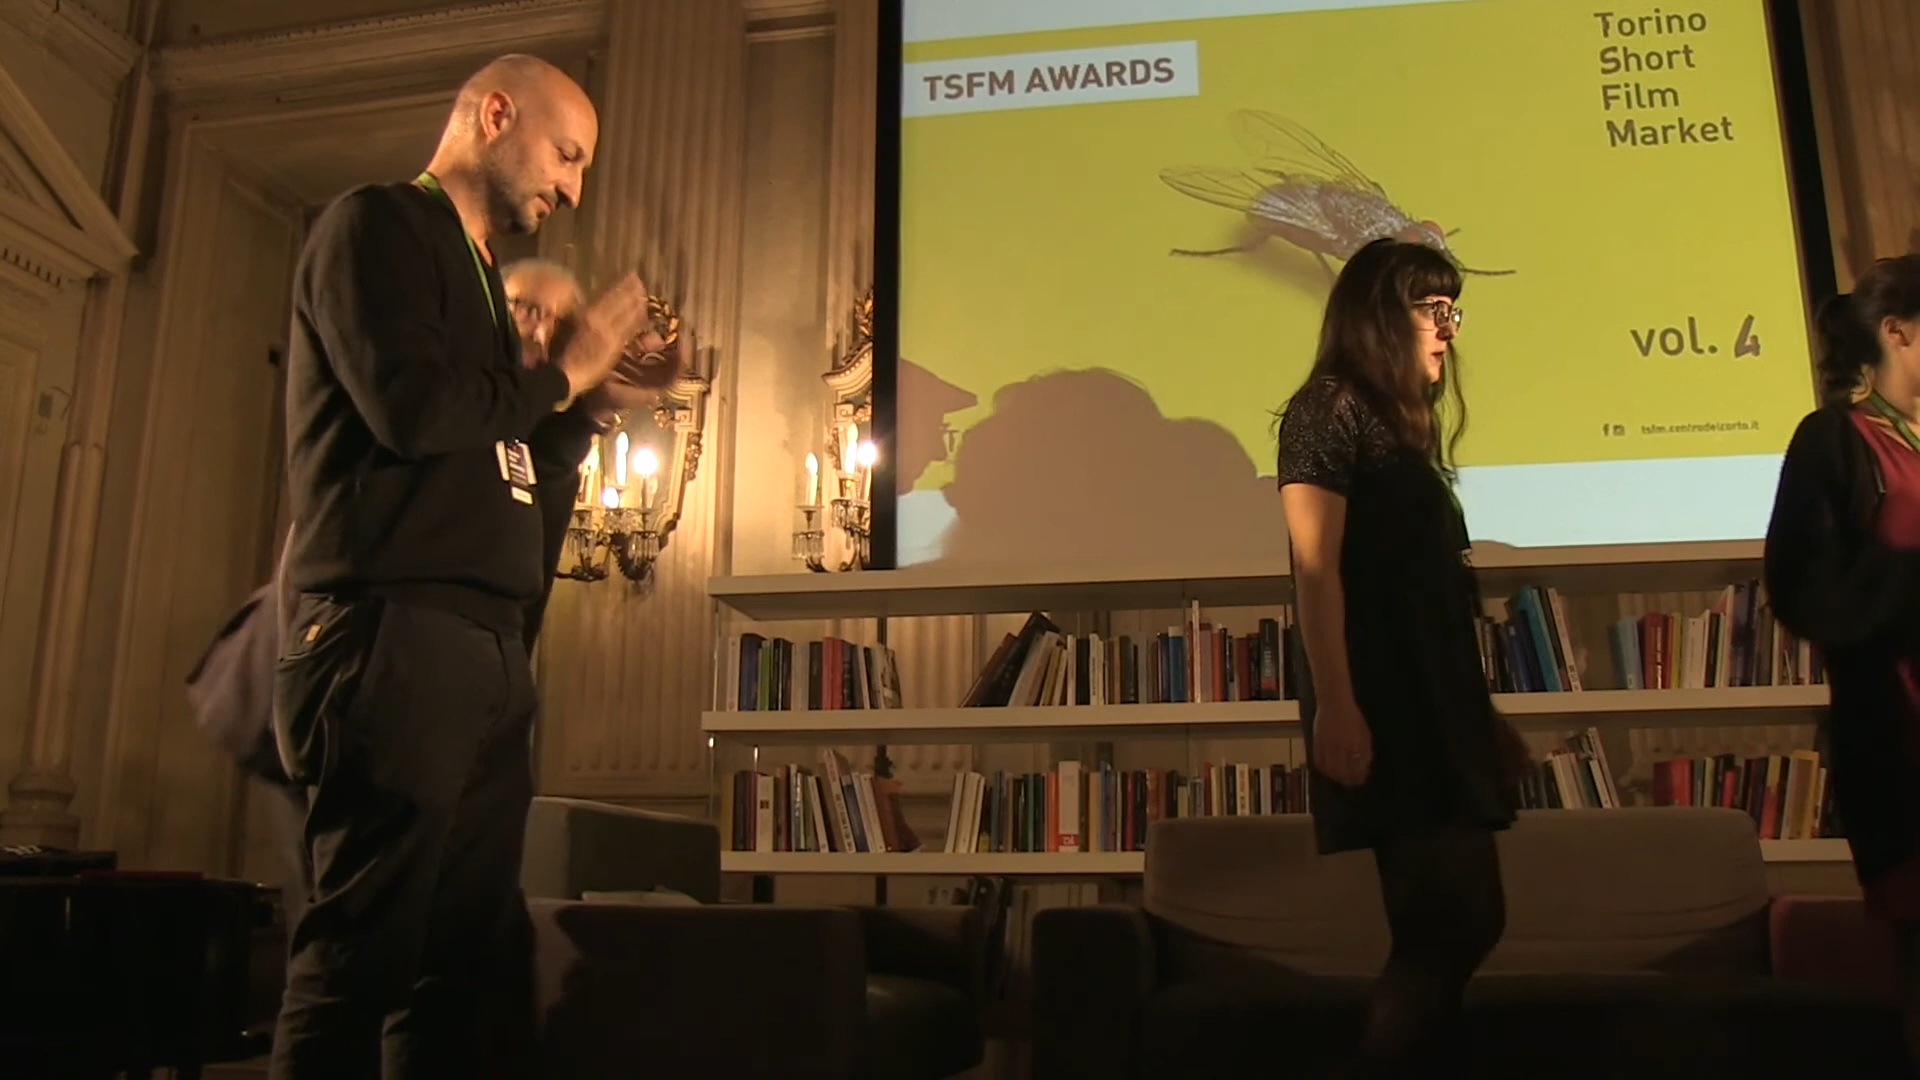 TSFM AWARDS
Torino
Short
Film
Market
vol. 4
tsfm.centrodelcorto.it